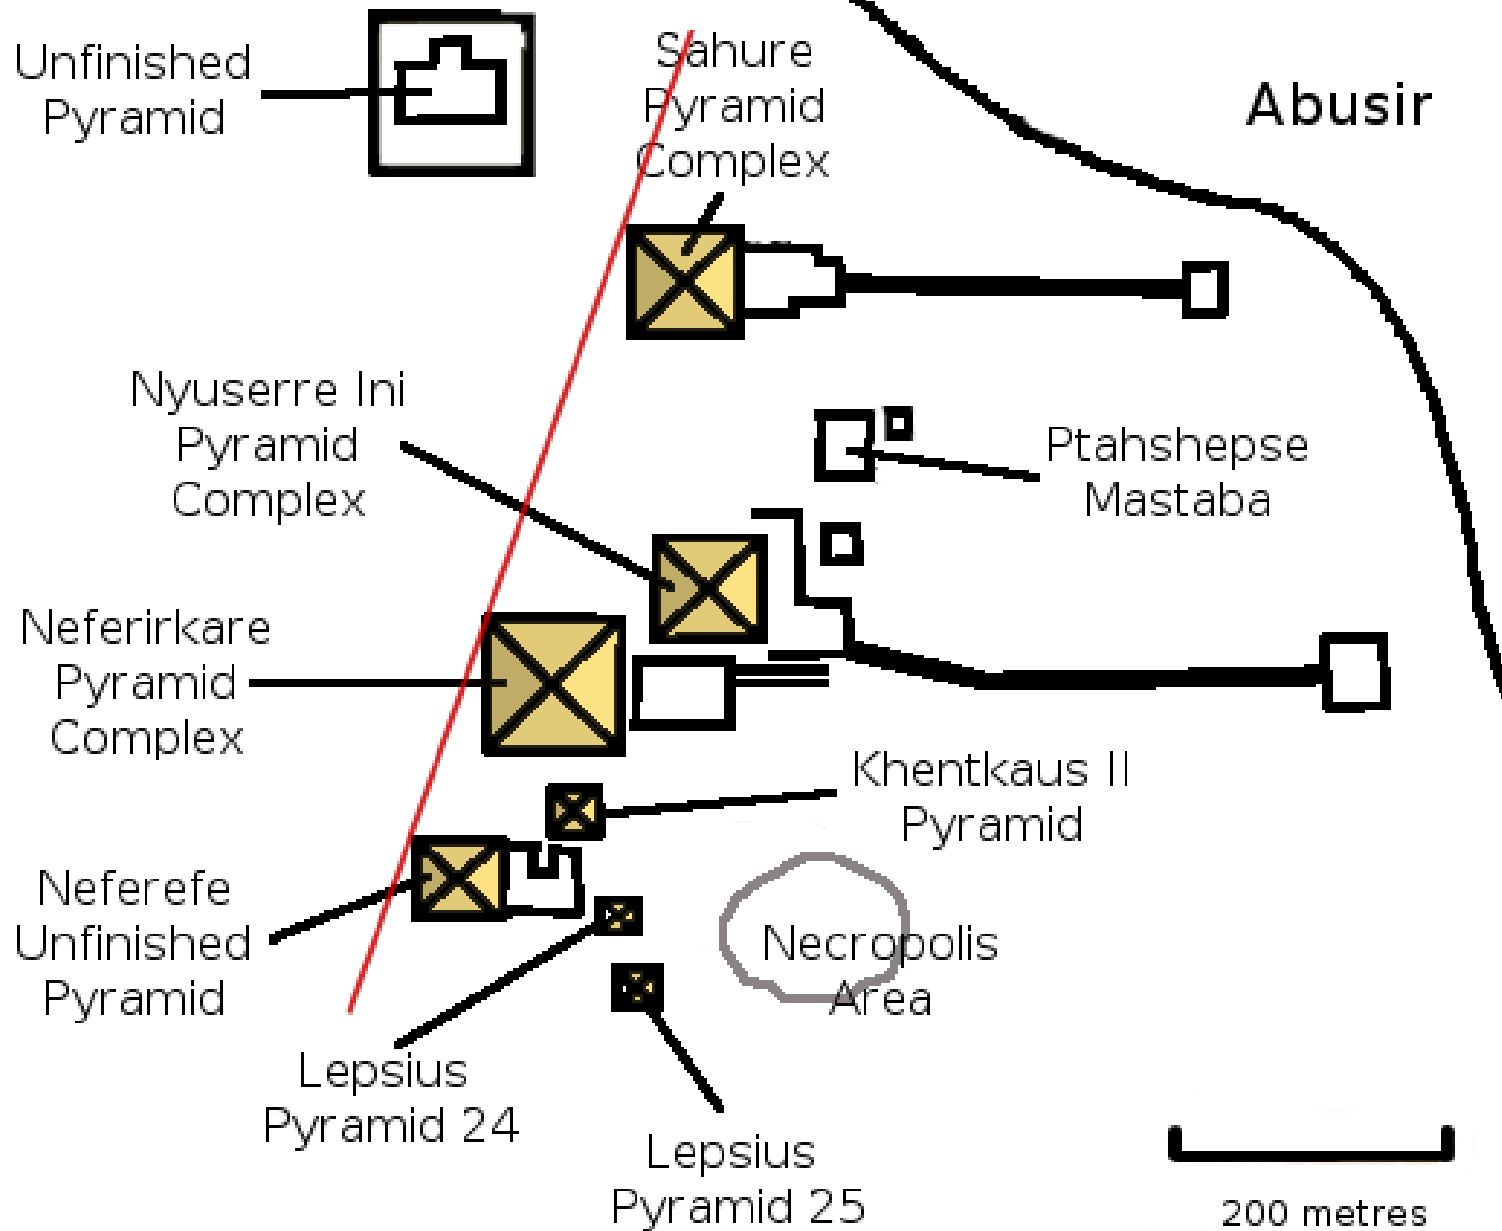 Unfinished
Pyramid
Sahure
Pyramid
Complex
Abusir
Nyuserre Ini
Pyramid
Complex
Ptahshepse
Mastaba
Neferirkare
Pyramid
Complex
Khentkaus II
Pyramid
Neferefe
Unfinished
Pyramid
Necropolis
Area
Lepsius
Pyramid 24
Lepsius
Pyramid 25
200 metres